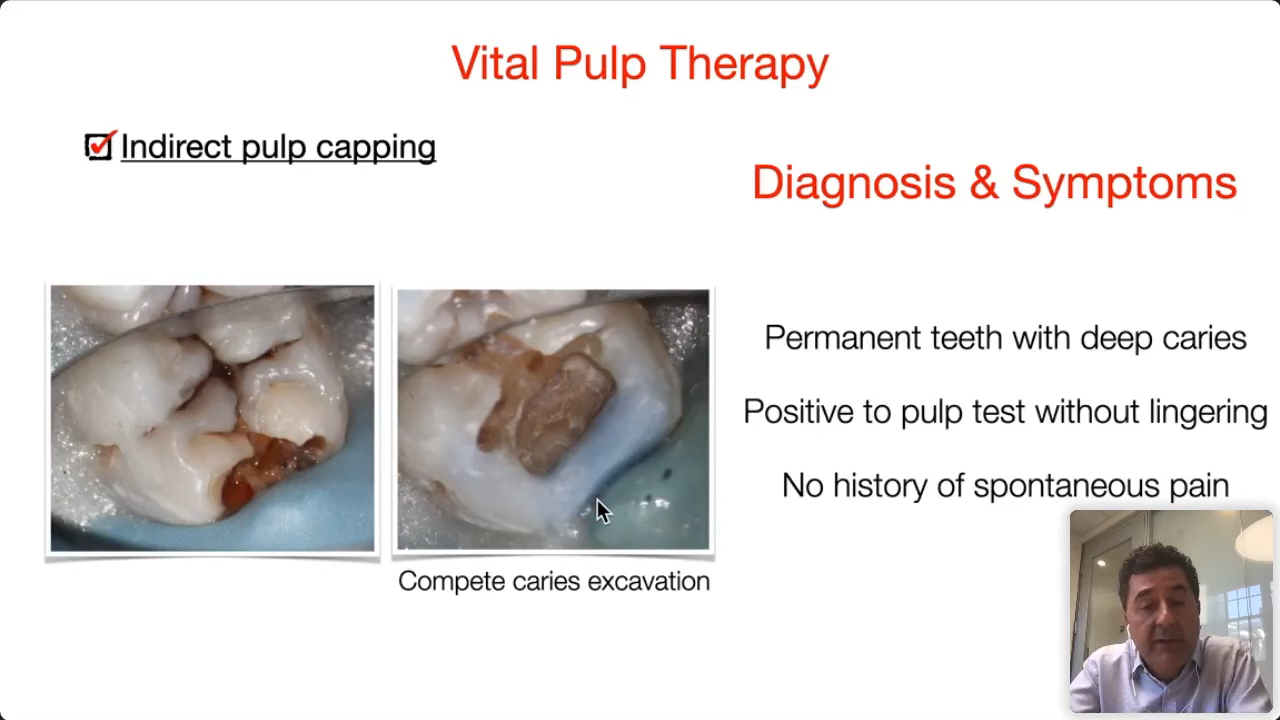 Vital Pulp Therapy
Indirect pulp capping
Diagnosis & Symptoms
Permanent teeth with deep caries
Positive to pulp test without lingering
No history of spontaneous pain
Compete caries excavation